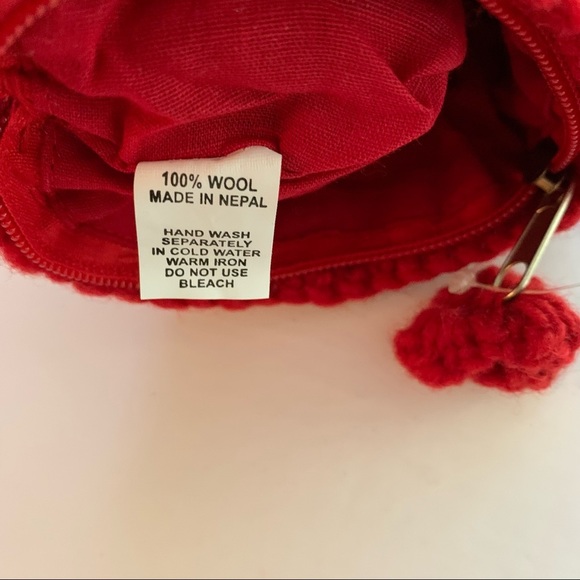 100% WOOL
MADE IN NEPAL
HAND WASH
SEPARATELY
IN COLD WATER
WARM IRON
DO NOT USE
BLEACH